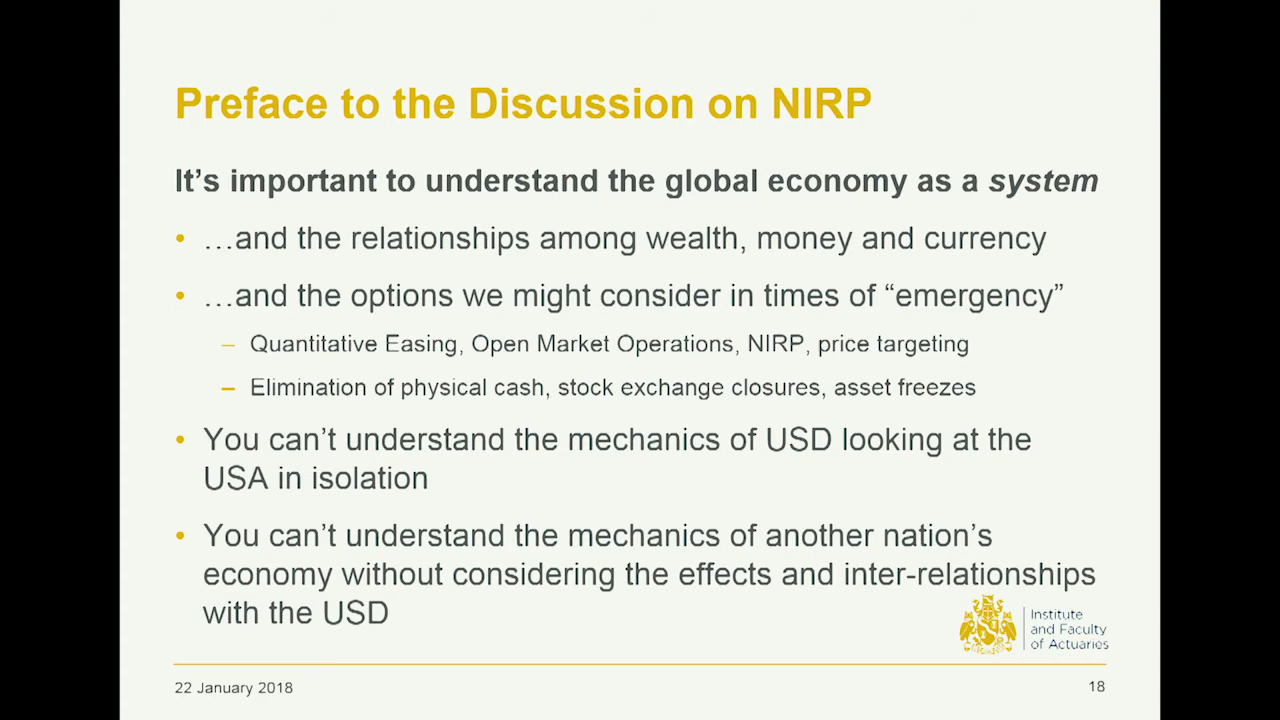 Preface to the Discussion on NIRP
It’s important to understand the global economy as a system
• …and the relationships among wealth, money and currency
• …and the options we might consider in times of “emergency”
– Quantitative Easing, Open Market Operations, NIRP, price targeting
– Elimination of physical cash, stock exchange closures, asset freezes
• You can’t understand the mechanics of USD looking at the
USA in isolation
• You can’t understand the mechanics of another nation’s
economy without considering the effects and inter-relationships
with the USD
Institute
and Faculty
of Actuaries
22 January 2018
18